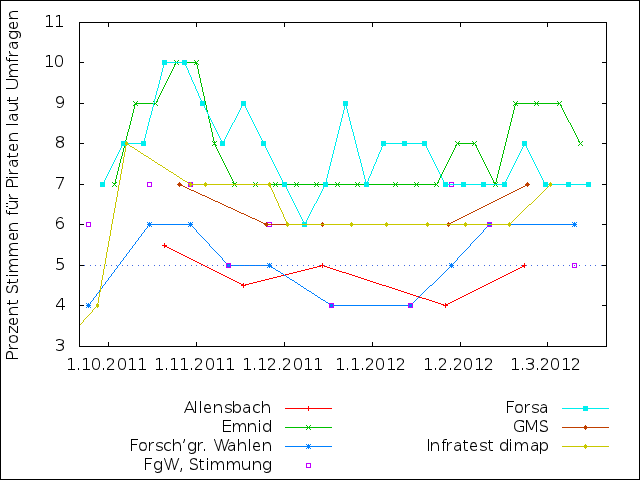 Prozent Stimmen für Piraten laut Umfragen
11
10
9
8
7
6
5
4
3
1.10.2011 1.11.2011 1.12.2011 1.1.2012 1.2.2012 1.3.2012
Allensbach Forsa
Emnid GMS
Forsch'gr. Wahlen Infratest dimap
FgW, Stimmung